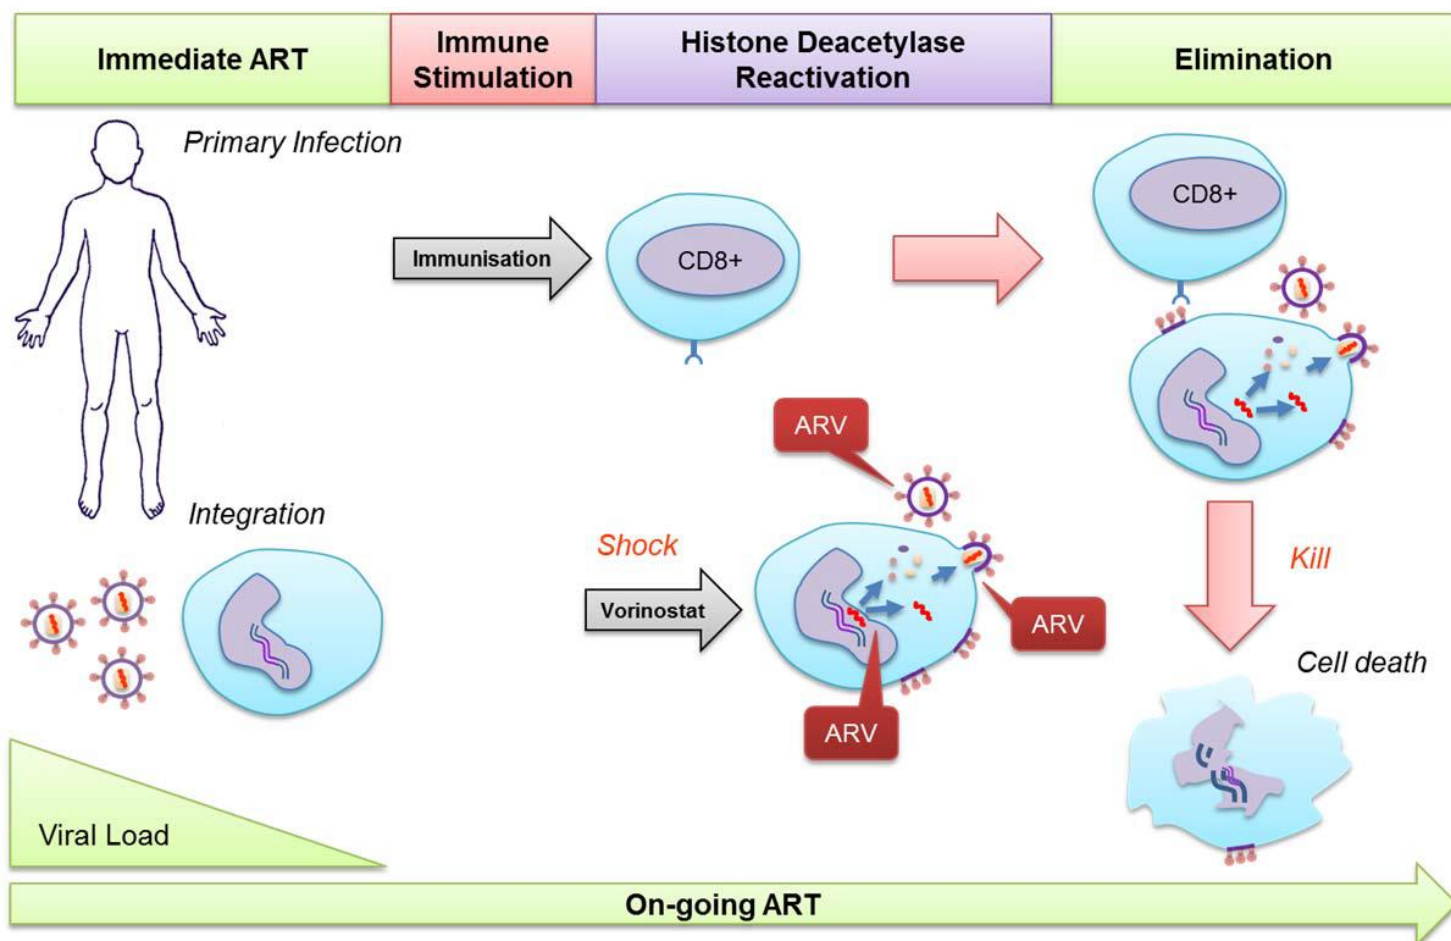 Immediate ART
Immune
Stimulation
Histone Deacetylase
Reactivation
Elimination
Primary Infection
CD8+
Immunisation
CD8+
ARV
Integration
Shock
Kill
Vorinostat
ARV
Cell death
ARV
Viral Load
On-going ART